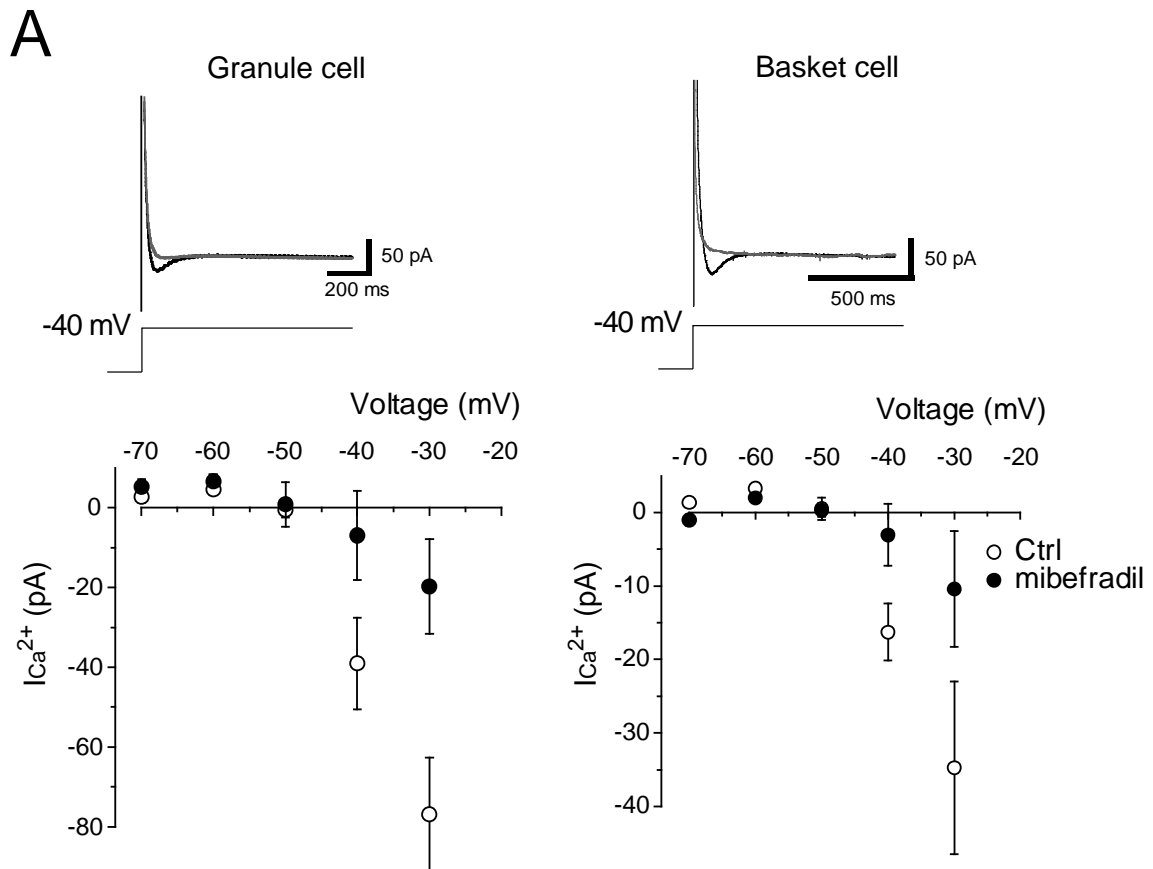 A
Granule cell
Basket cell
50 pA
200 ms
50 pA
500 ms
-40 mV
-40 mV
Voltage (mV)
-70 -60 -50 -40 -30 -20
0
-20
-40
-60
-80
ICa2+ (pA)
Voltage (mV)
-70 -60 -50 -40 -30 -20
0
-10
-20
-30
-40
ICa2+ (pA)
Ctrl
mibefradil